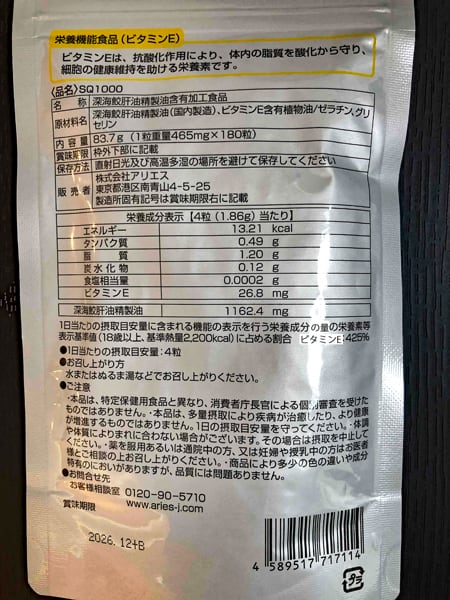 栄養機能食品(ビタミンE)
ビタミンEは、抗酸化作用により、体内の脂質を酸化から守り、
細胞の健康維持を助ける栄養素です。
〈品名〉SQ1000
名称 深海鮫肝油精製油含有加工食品
原材料名 深海鮫肝油精製油(国内製造)、ビタミンE含有植物油/ゼラチン、グリ
セリン
内容量 83.7g(1粒重量465mg×180粒)
賞味期限 枠外下部に記載
保存方法 直射日光及び高温多湿の場所を避けて保存してください
販売者 株式会社アリエス
東京都港区南青山4-5-25
製造所固有記号は賞味期限右に記載
栄養成分表示【4粒(1.86g)当たり】
エネルギー 13.21 kcal
タンパク質 0.49 g
脂質 1.20 g
炭水化物 0.12 g
食塩相当量 0.0002 g
ビタミンE 26.8 mg
深海鮫肝油精製油 1162.4 mg
1日当たりの摂取目安量に含まれる機能の表示を行う栄養成分の量の栄養素等
表示基準値(18歳以上、基準熱量2,200kcal)に占める割合 ビタミンE:425%
●1日当たりの摂取目安量:4粒
●お召し上がり方
水またはぬるま湯などでお召し上がりください。
●ご注意
・本品は、特定保健用食品と異なり、消費者庁長官による個別審査を受けた
ものではありません。・本品は、多量摂取により疾病が治癒したり、より健康
が増進するものではありません。1日の摂取目安量を守ってください。・体調
や体質によりまれに合わない場合がございます。その場合は摂取を中止して
ください。・薬を服用あるいは通院中の方、又は妊婦や授乳中の方はお医者
様とご相談の上お召し上がりください。・商品により多少の色の違いや成分
特有のにおいがありますが、品質には問題ありません。
●お問合せ先
お客様相談室 0120-90-5710
www.aries-j.com
賞味期限
2026.12+B
4 589517 717114
プラ